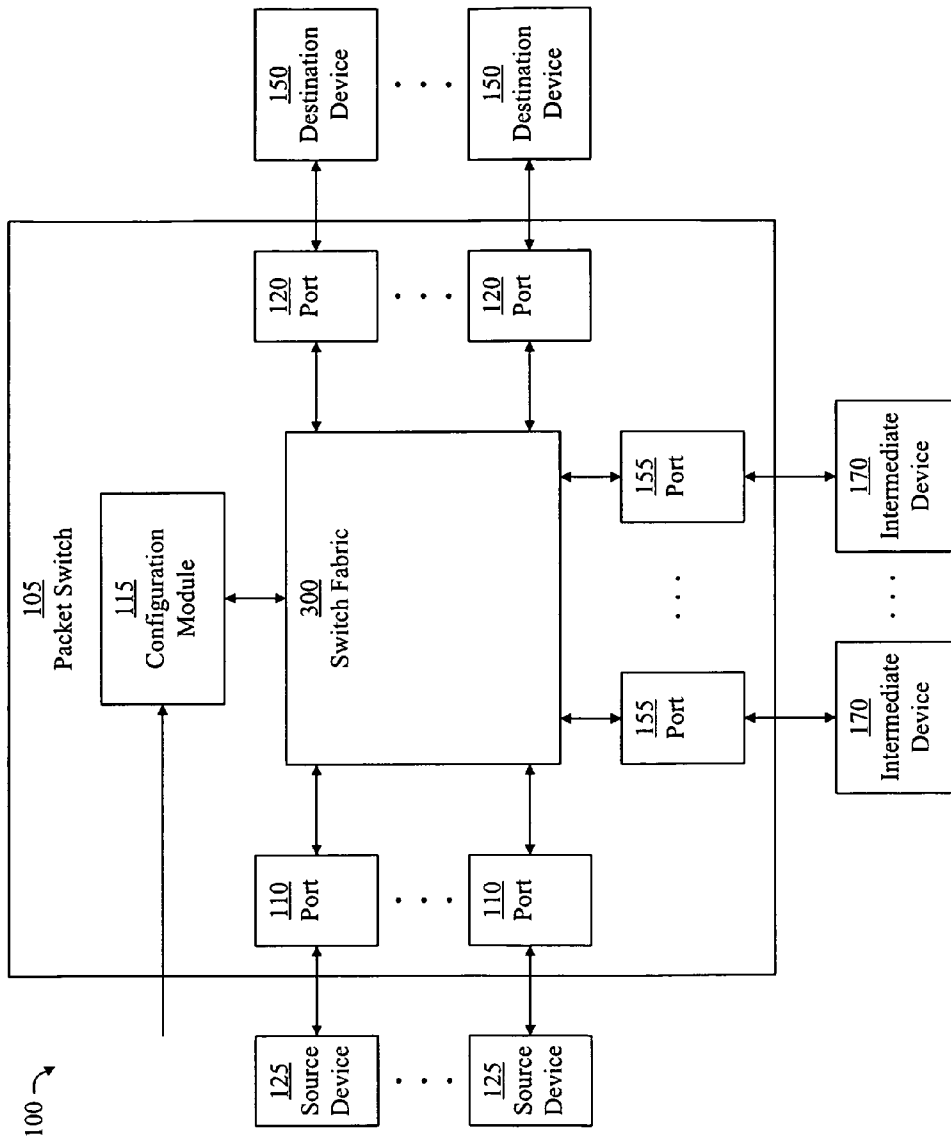 100
105
Packet Switch
115
Configuration
Module
125
Source
Device
110
Port
300
Switch Fabric
120
Port
150
Destination
Device
125
Source
Device
110
Port
120
Port
150
Destination
Device
155
Port
155
Port
170
Intermediate
Device
170
Intermediate
Device